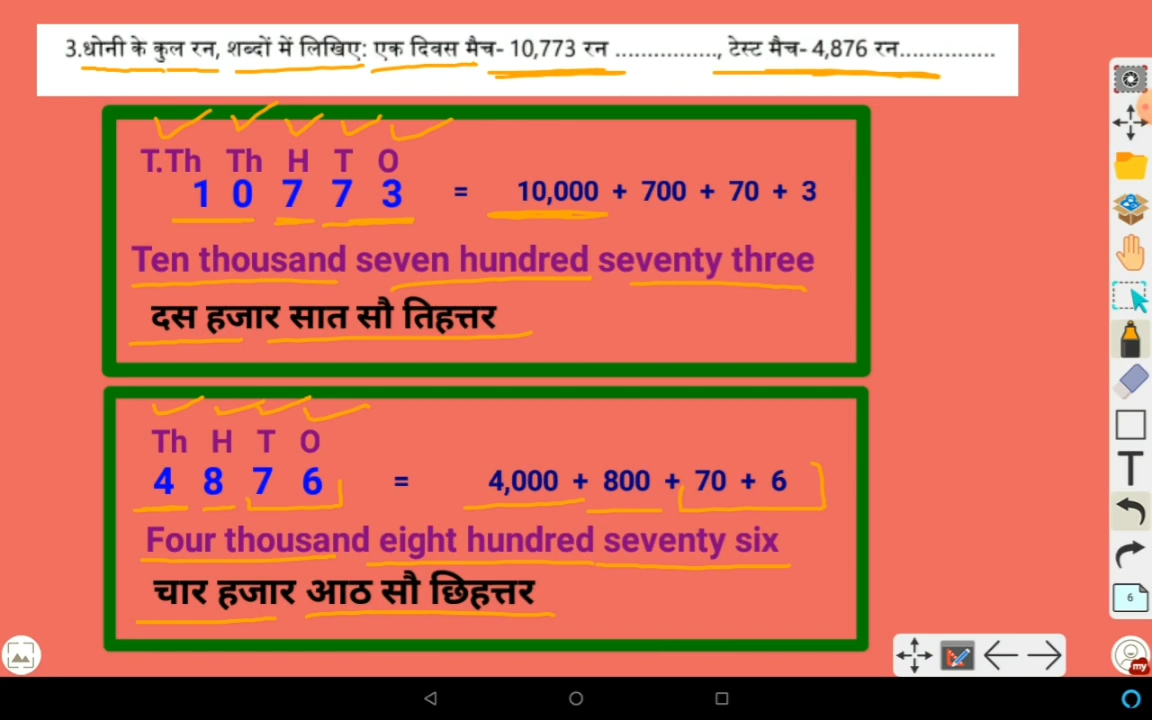 3.धोनी के कुल रन, शब्दों में लिखिए: एक दिवस मैच- 10,773 रन ................., टेस्ट मैच- 4,876 रन...............
T.Th Th H T O
1 0 7 7 3 = 10,000 + 700 + 70 + 3
Ten thousand seven hundred seventy three
दस हजार सात सौ तिहत्तर
Th H T O
4 8 7 6 = 4,000 + 800 + 70 + 6
Four thousand eight hundred seventy six
चार हजार आठ सौ छिहत्तर
T
6
my